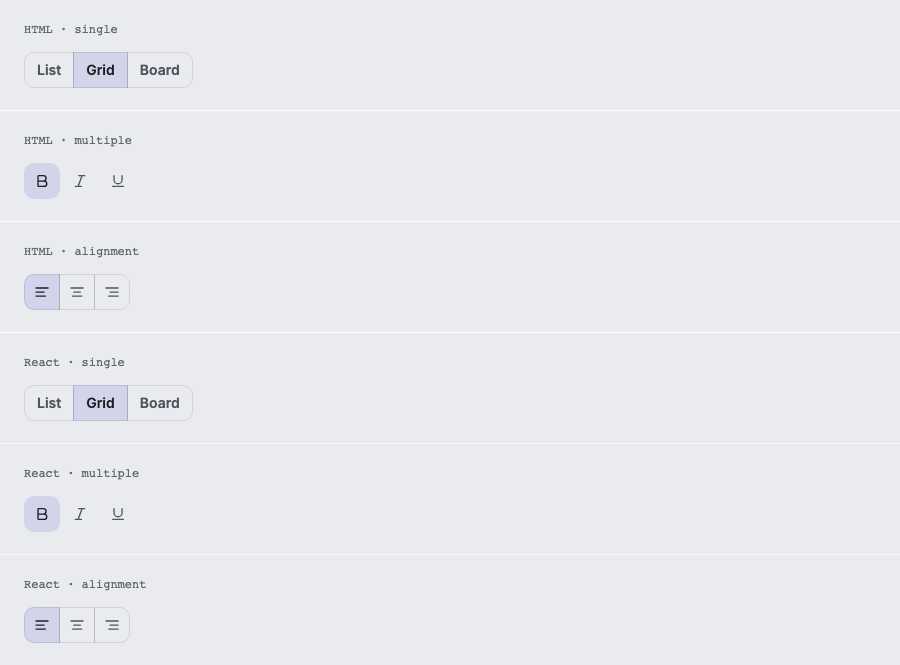 HTML · single
List Grid Board
HTML · multiple
B I U
HTML · alignment
React · single
List Grid Board
React · multiple
B I U
React · alignment